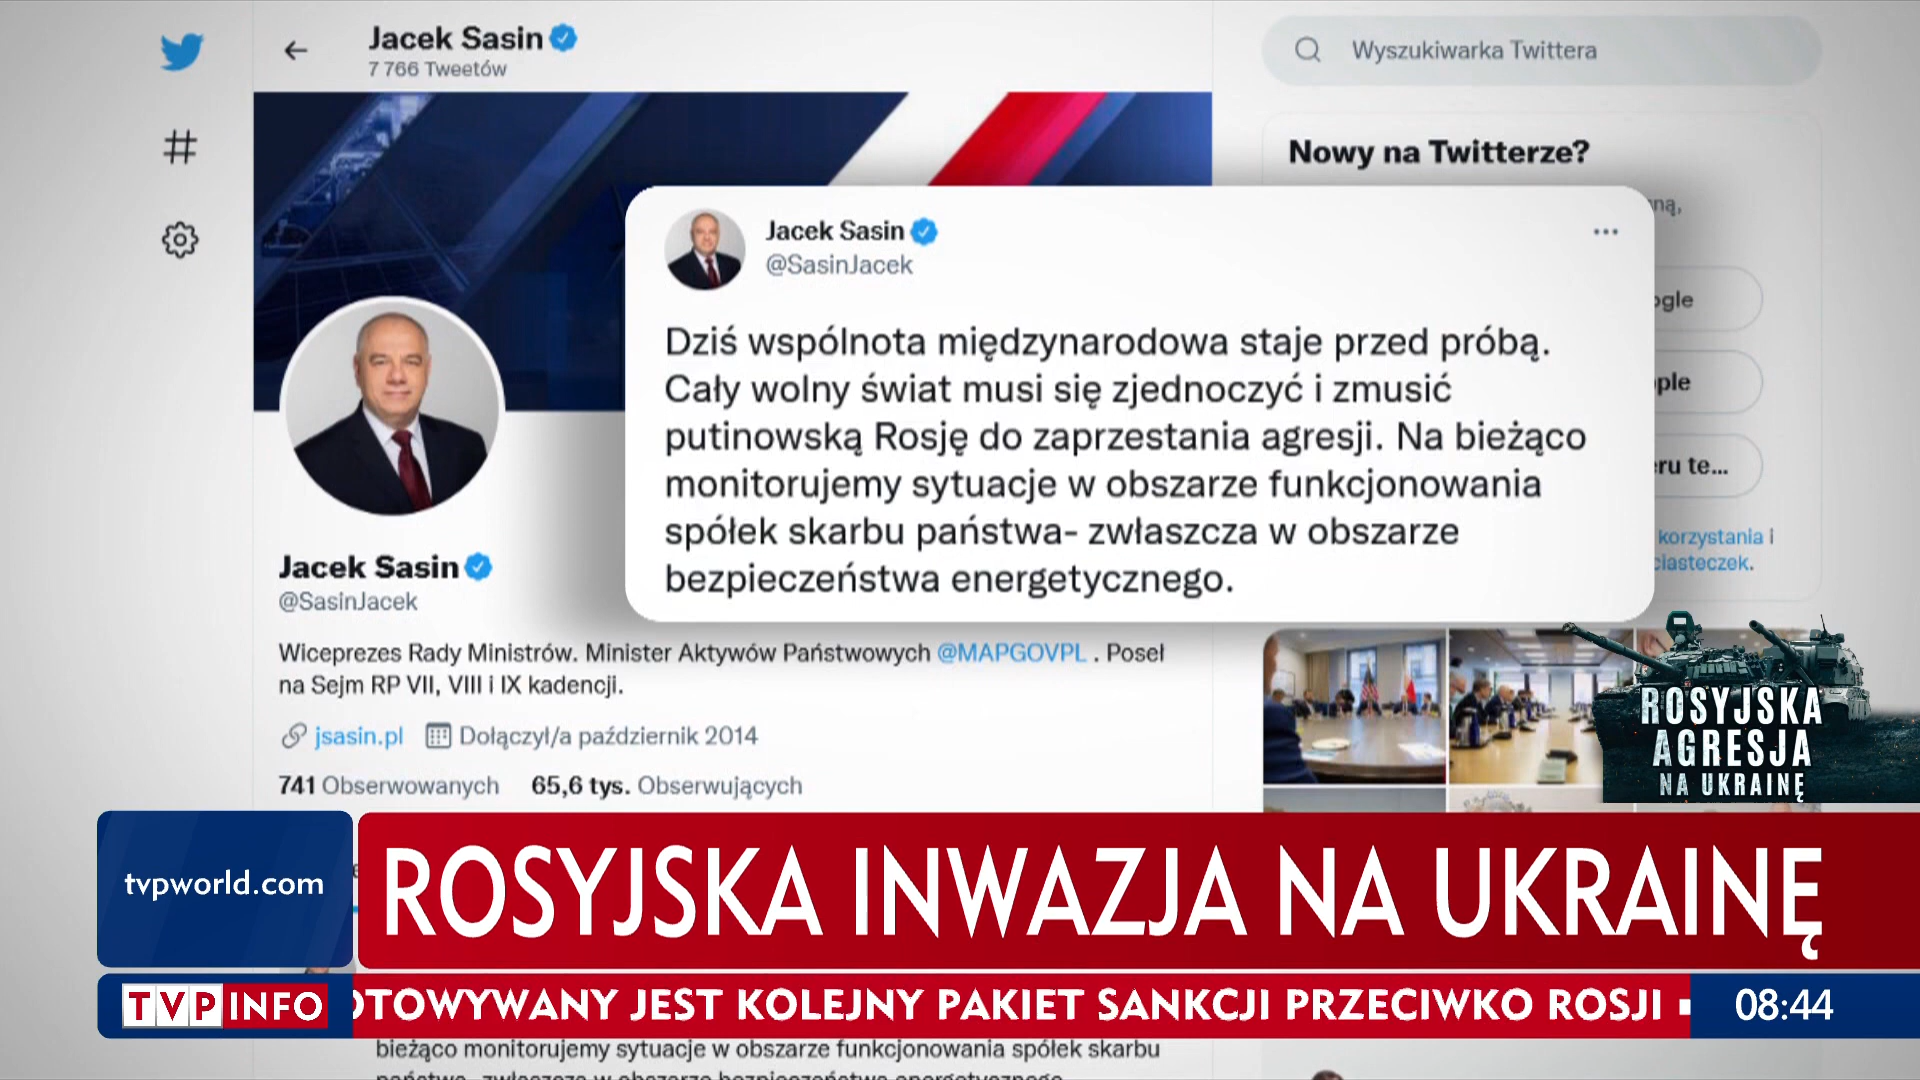 Jacek Sasin
7 766 Tweetów
Wyszukiwarka Twittera
Nowy na Twitterze?
Jacek Sasin
@SasinJacek
Dziś wspólnota międzynarodowa staje przed próbą.
Cały wolny świat musi się zjednoczyć i zmusić
putinowską Rosję do zaprzestania agresji. Na bieżąco
monitorujemy sytuacje w obszarze funkcjonowania
spółek skarbu państwa- zwłaszcza w obszarze
bezpieczeństwa energetycznego.
korzystania i
Jacek Sasin
@SasinJacek
Wiceprezes Rady Ministrów. Minister Aktywów Państwowych @MAPGOVPL . Poseł
na Sejm RP VII, VIII i IX kadencji.
jsasin.pl Dołączył/a październik 2014
741 Obserwowanych 65,6 tys. Obserwujących
ROSYJSKA
AGRESJA
NA UKRAINĘ
tvpworld.com
ROSYJSKA INWAZJA NA UKRAINĘ
TVP INFO
OTOWYWANY JEST KOLEJNY PAKIET SANKCJI PRZECIWKO ROSJI
08:44
bieżąco monitorujemy sytuacje w obszarze funkcjonowania spółek skarbu